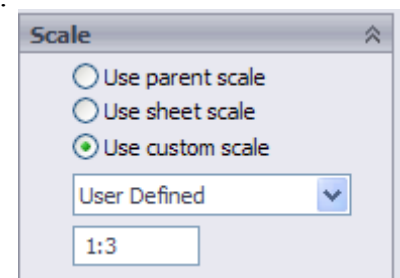 Scale
Use parent scale
Use sheet scale
Use custom scale
User Defined
1:3